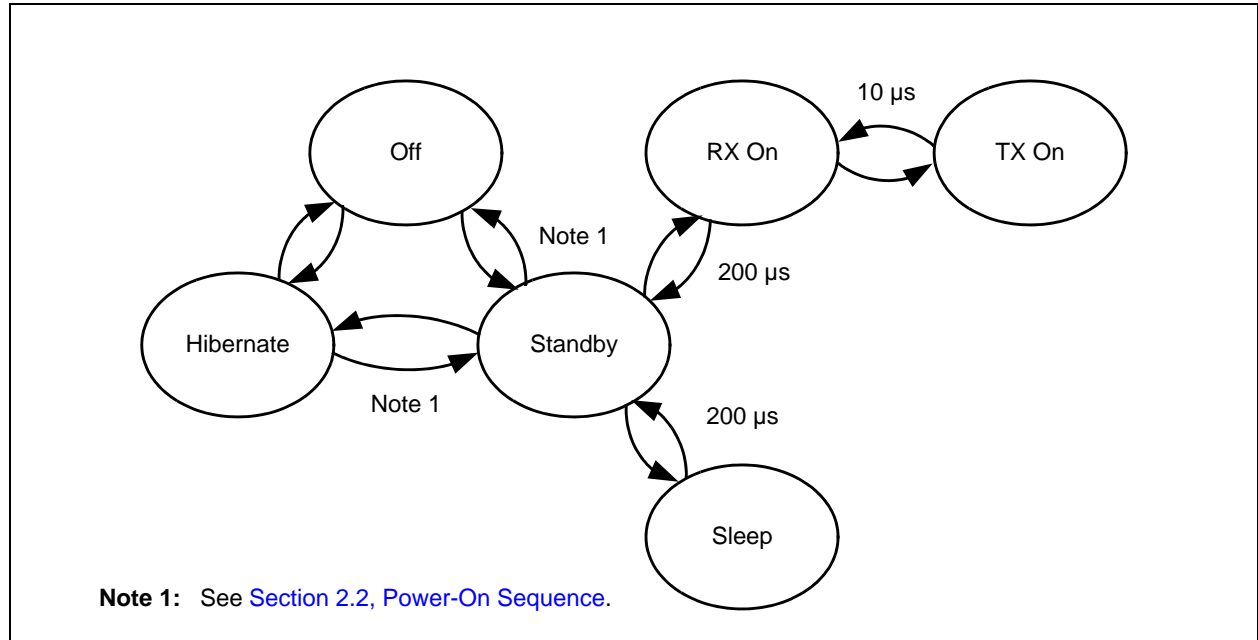 10 µs
Off
RX On
TX On
Note 1
200 µs
Hibernate
Standby
Note 1
200 µs
Sleep
Note 1: See Section 2.2, Power-On Sequence.